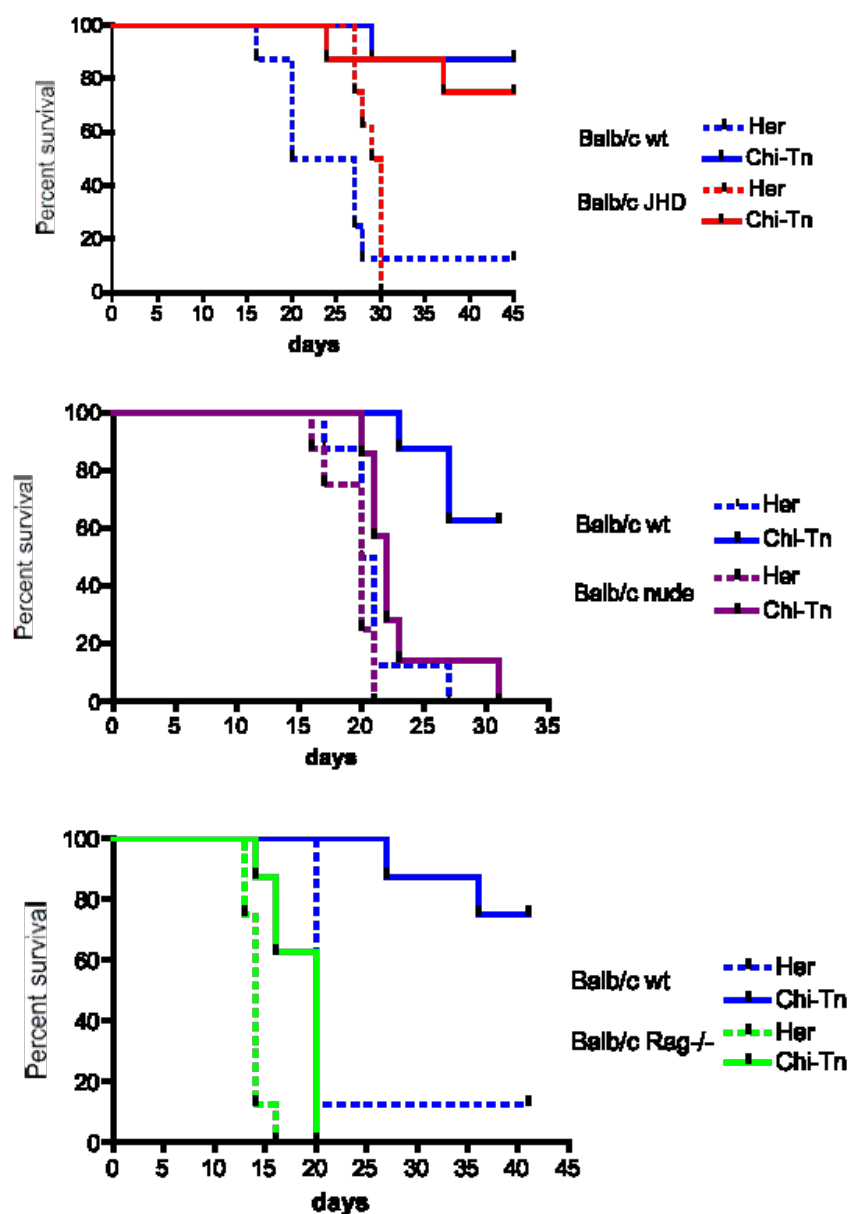 100
80
60
40
20
0
Percent survival
0 5 10 15 20 25 30 35 40 45
days
Balb/c wt
Her
Chi-Tn
Balb/c JHD
Her
Chi-Tn
100
80
60
40
20
0
Percent survival
0 5 10 15 20 25 30 35
days
Balb/c wt
Her
Chi-Tn
Balb/c nude
Her
Chi-Tn
100
80
60
40
20
0
Percent survival
0 5 10 15 20 25 30 35 40 45
days
Balb/c wt
Her
Chi-Tn
Balb/c Rag-/-
Her
Chi-Tn